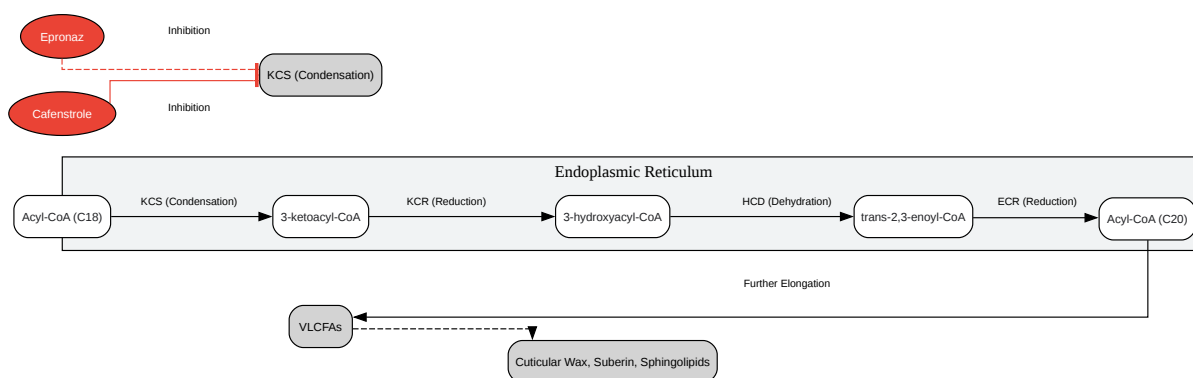 Epronaz
Inhibition
KCS (Condensation)
Cafenstrole
Inhibition
Endoplasmic Reticulum
Acyl-CoA (C18)
KCS (Condensation)
3-ketoacyl-CoA
KCR (Reduction)
3-hydroxyacyl-CoA
HCD (Dehydration)
trans-2,3-enoyl-CoA
ECR (Reduction)
Acyl-CoA (C20)
Further Elongation
VLCFAs
Cuticular Wax, Suberin, Sphingolipids